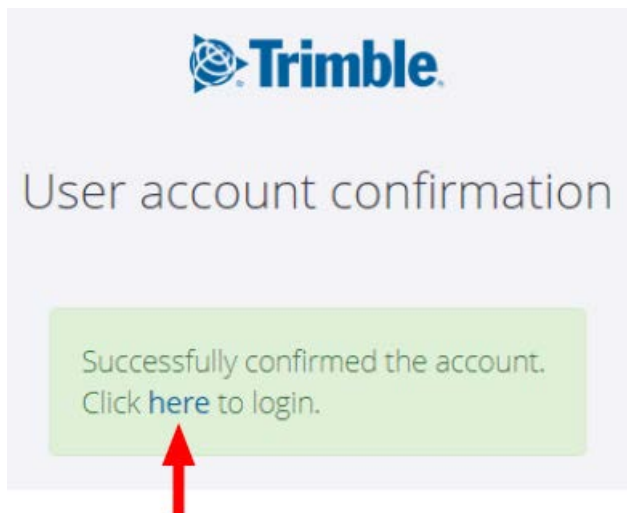 Trimble
User account confirmation
Successfully confirmed the account.
Click here to login.